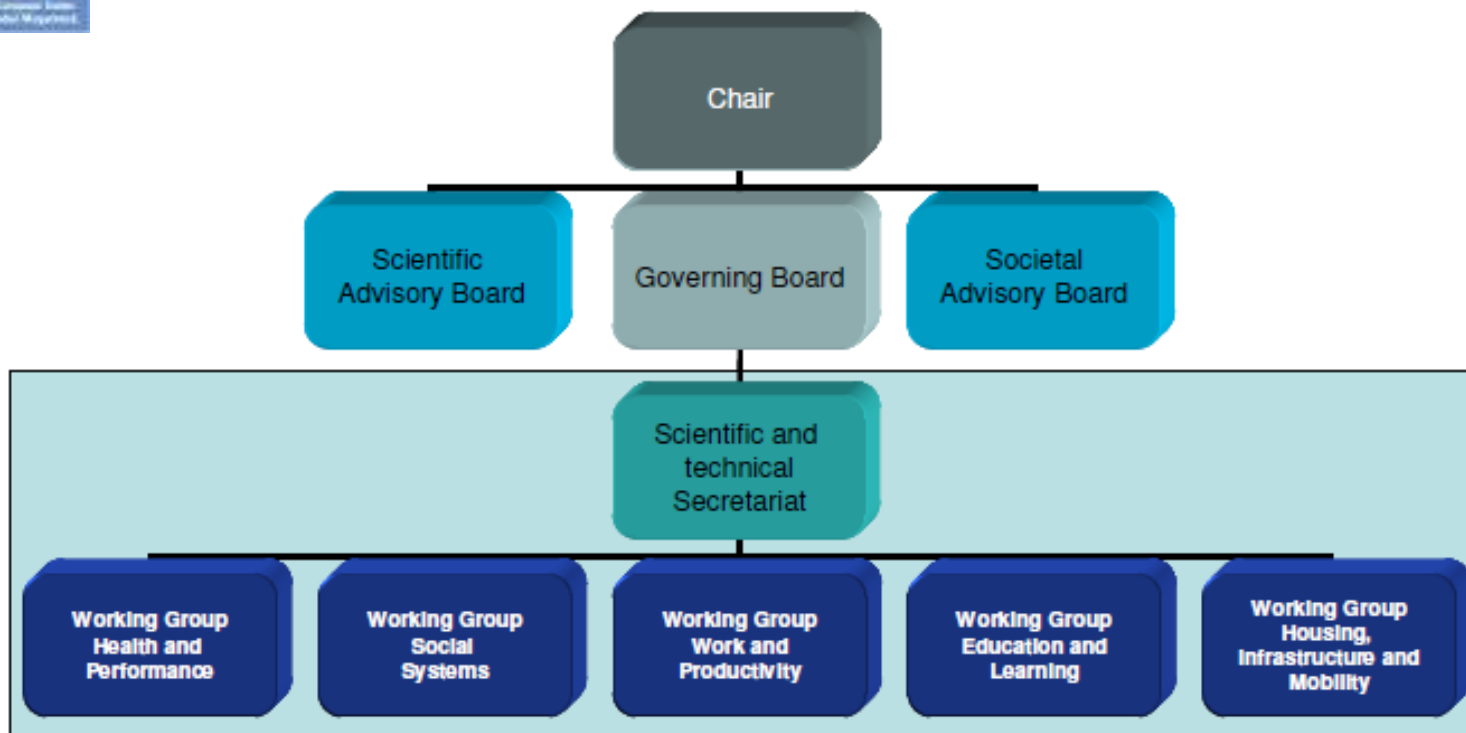 Chair
Scientific
Advisory Board
Governing Board
Societal
Advisory Board
Scientific and
technical
Secretariat
Working Group
Health and
Performance
Working Group
Social
Systems
Working Group
Work and
Productivity
Working Group
Education and
Learning
Working Group
Housing,
Infrastructure and
Mobility